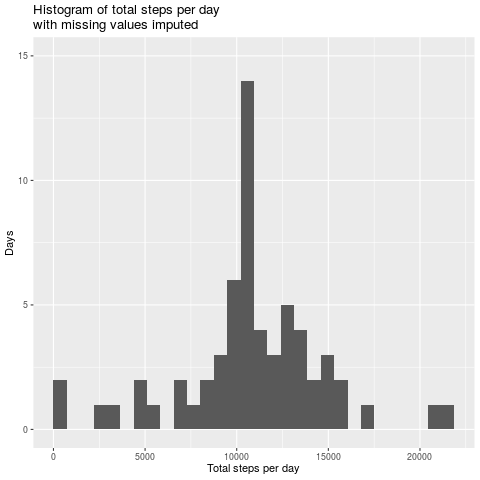 Histogram of total steps per day
with missing values imputed
15
10
5
0
Days
0 5000 10000 15000 20000
Total steps per day